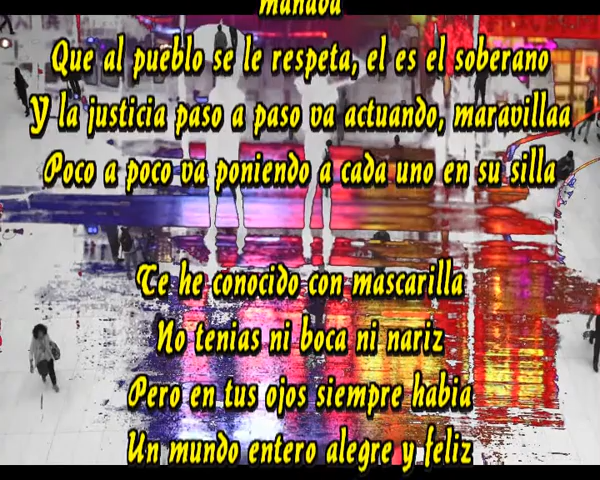 mañana
Que al pueblo se le respeta, el es el soberano
Y la justicia paso a paso va actuando, maravillaa
Poco a poco va poniendo a cada uno en su silla
Te he conocido con mascarilla
No tenias ni boca ni nariz
Pero en tus ojos siempre habia
Un mundo entero alegre y feliz